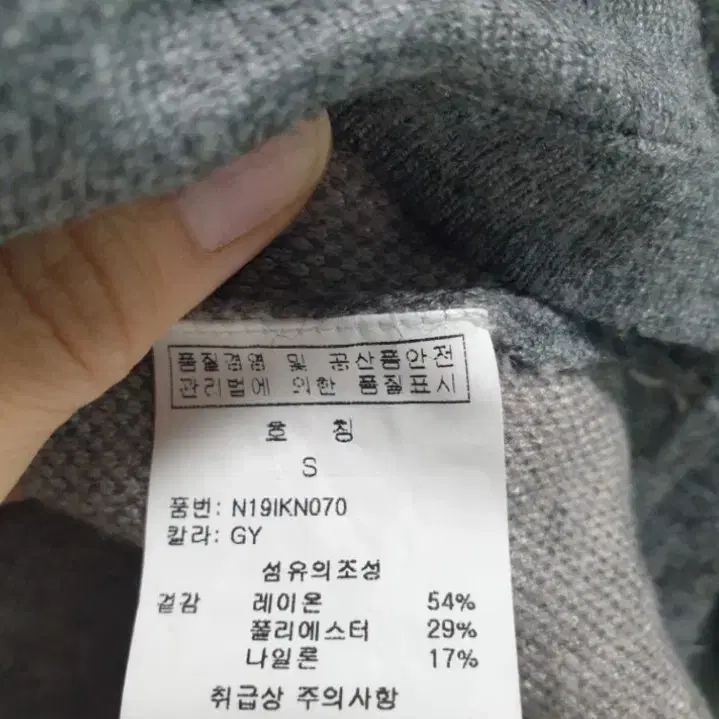 품질경영 및 공산품안전
관리법에 의한 품질표시
호 칭
S
품번: N19IKN070
칼라: GY
섬유의조성
겉감 레이온 54%
폴리에스터 29%
나일론 17%
취급상 주의사항